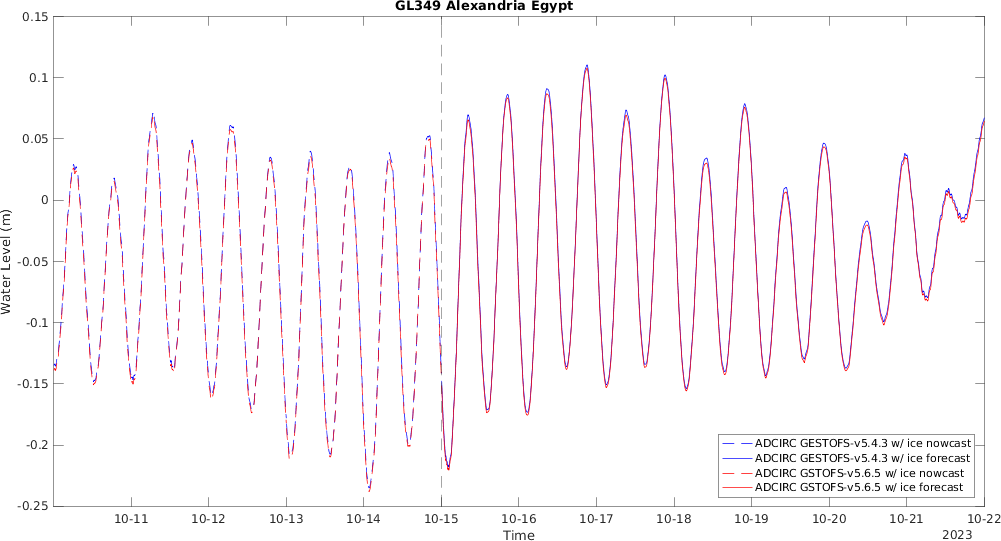 GL349 Alexandria Egypt
0.15
0.1
0.05
0
-0.05
-0.1
-0.15
-0.2
-0.25
Water Level (m)
ADCIRC GESTOFS-v5.4.3 w/ ice nowcast
ADCIRC GESTOFS-v5.4.3 w/ ice forecast
ADCIRC GSTOFS-v5.6.5 w/ ice nowcast
ADCIRC GSTOFS-v5.6.5 w/ ice forecast
10-11 10-12 10-13 10-14 10-15 10-16 10-17 10-18 10-19 10-20 10-21 10-22
Time
2023